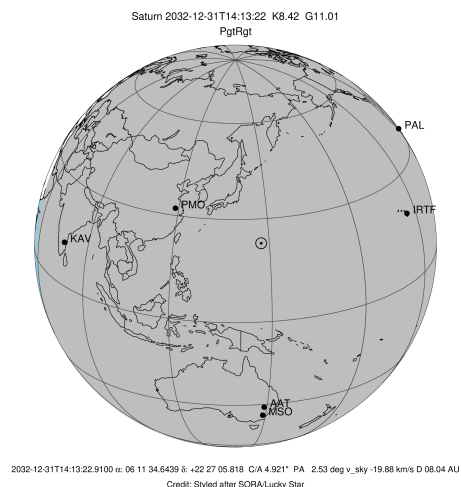 Saturn 2032-12-31T14:13:22 K8.42 G11.01
PgtRgt
PAL
PMO
IRTF
KAV
AAT
MSO
2032-12-31T14:13:22.9100 α: 06 11 34.6439 δ: +22 27 05.818 C/A 4.921" PA 2.53 deg v_sky -19.88 km/s D 08.04 AU
Credit: Styled after SORA/Lucky Star